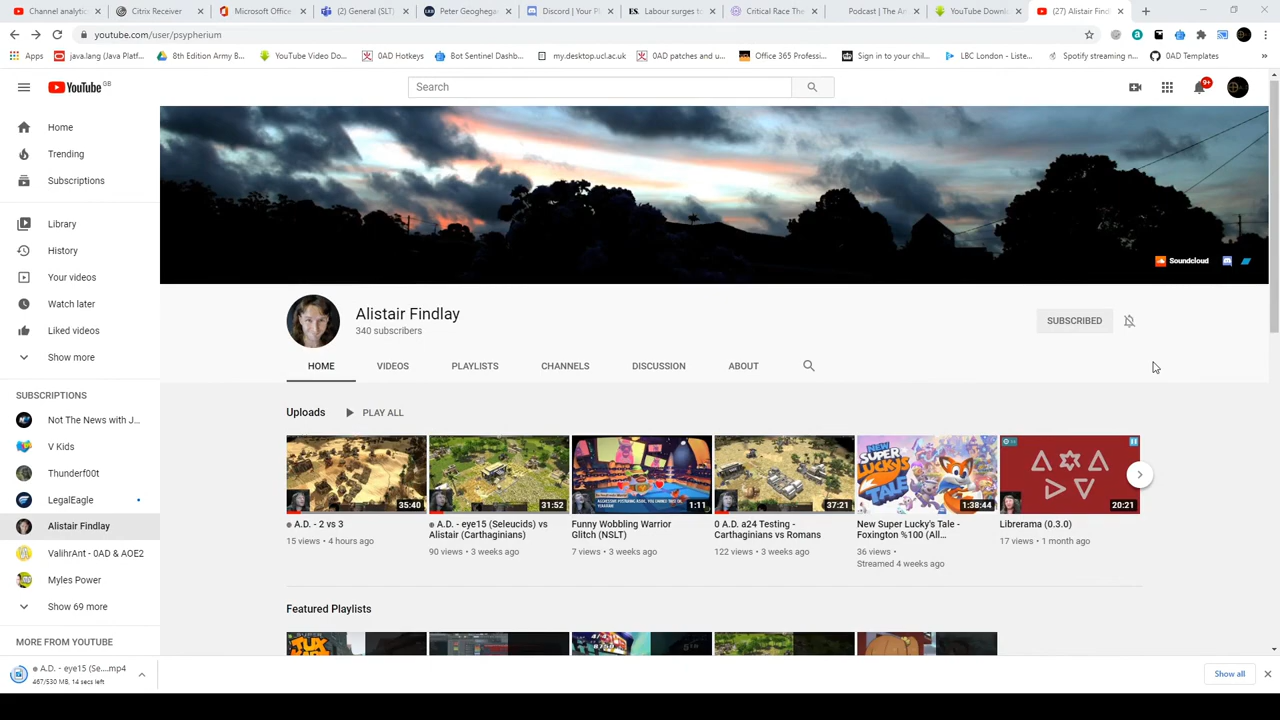 Channel analytic
Citrix Receiver
Microsoft Office
(2) General (SLT)
Peter Geoghega
Discord | Your Pl
Labour surges to
Critical Race The
Podcast | The Ar
YouTube Downl
(27) Alistair Find
youtube.com/user/psypherium
Apps
java.lang (Java Platf...
8th Edition Army B...
YouTube Video Do...
0AD Hotkeys
Bot Sentinel Dashb...
my.desktop.ucl.ac.uk
0AD patches and u...
Office 365 Professi...
Sign in to your chil...
LBC London - Liste...
Spotify streaming n...
0AD Templates
YouTube GB
Search
9+
Home
Trending
Subscriptions
Library
History
Your videos
Watch later
Liked videos
Show more
SUBSCRIPTIONS
Not The News with J...
V Kids
Thunderf00t
LegalEagle
Alistair Findlay
ValihrAnt - 0AD & AOE2
Myles Power
Show 69 more
MORE FROM YOUTUBE
Soundcloud
Alistair Findlay
340 subscribers
SUBSCRIBED
HOME
VIDEOS
PLAYLISTS
CHANNELS
DISCUSSION
ABOUT
Uploads
PLAY ALL
35:40
A.D. - 2 vs 3
15 views • 4 hours ago
31:52
A.D. - eye15 (Seleucids) vs
Alistair (Carthaginians)
90 views • 3 weeks ago
1:11
Funny Wobbling Warrior
Glitch (NSLT)
7 views • 3 weeks ago
37:21
0 A.D. a24 Testing -
Carthaginians vs Romans
122 views • 3 weeks ago
NEW SUPER LUCKY'S TALE
1:38:44
New Super Lucky's Tale -
Foxington %100 (All...
36 views •
Streamed 4 weeks ago
20:21
Librerama (0.3.0)
17 views • 1 month ago
Featured Playlists
A.D. - eye15 (Se....mp4
467/530 MB, 14 secs left
Show all